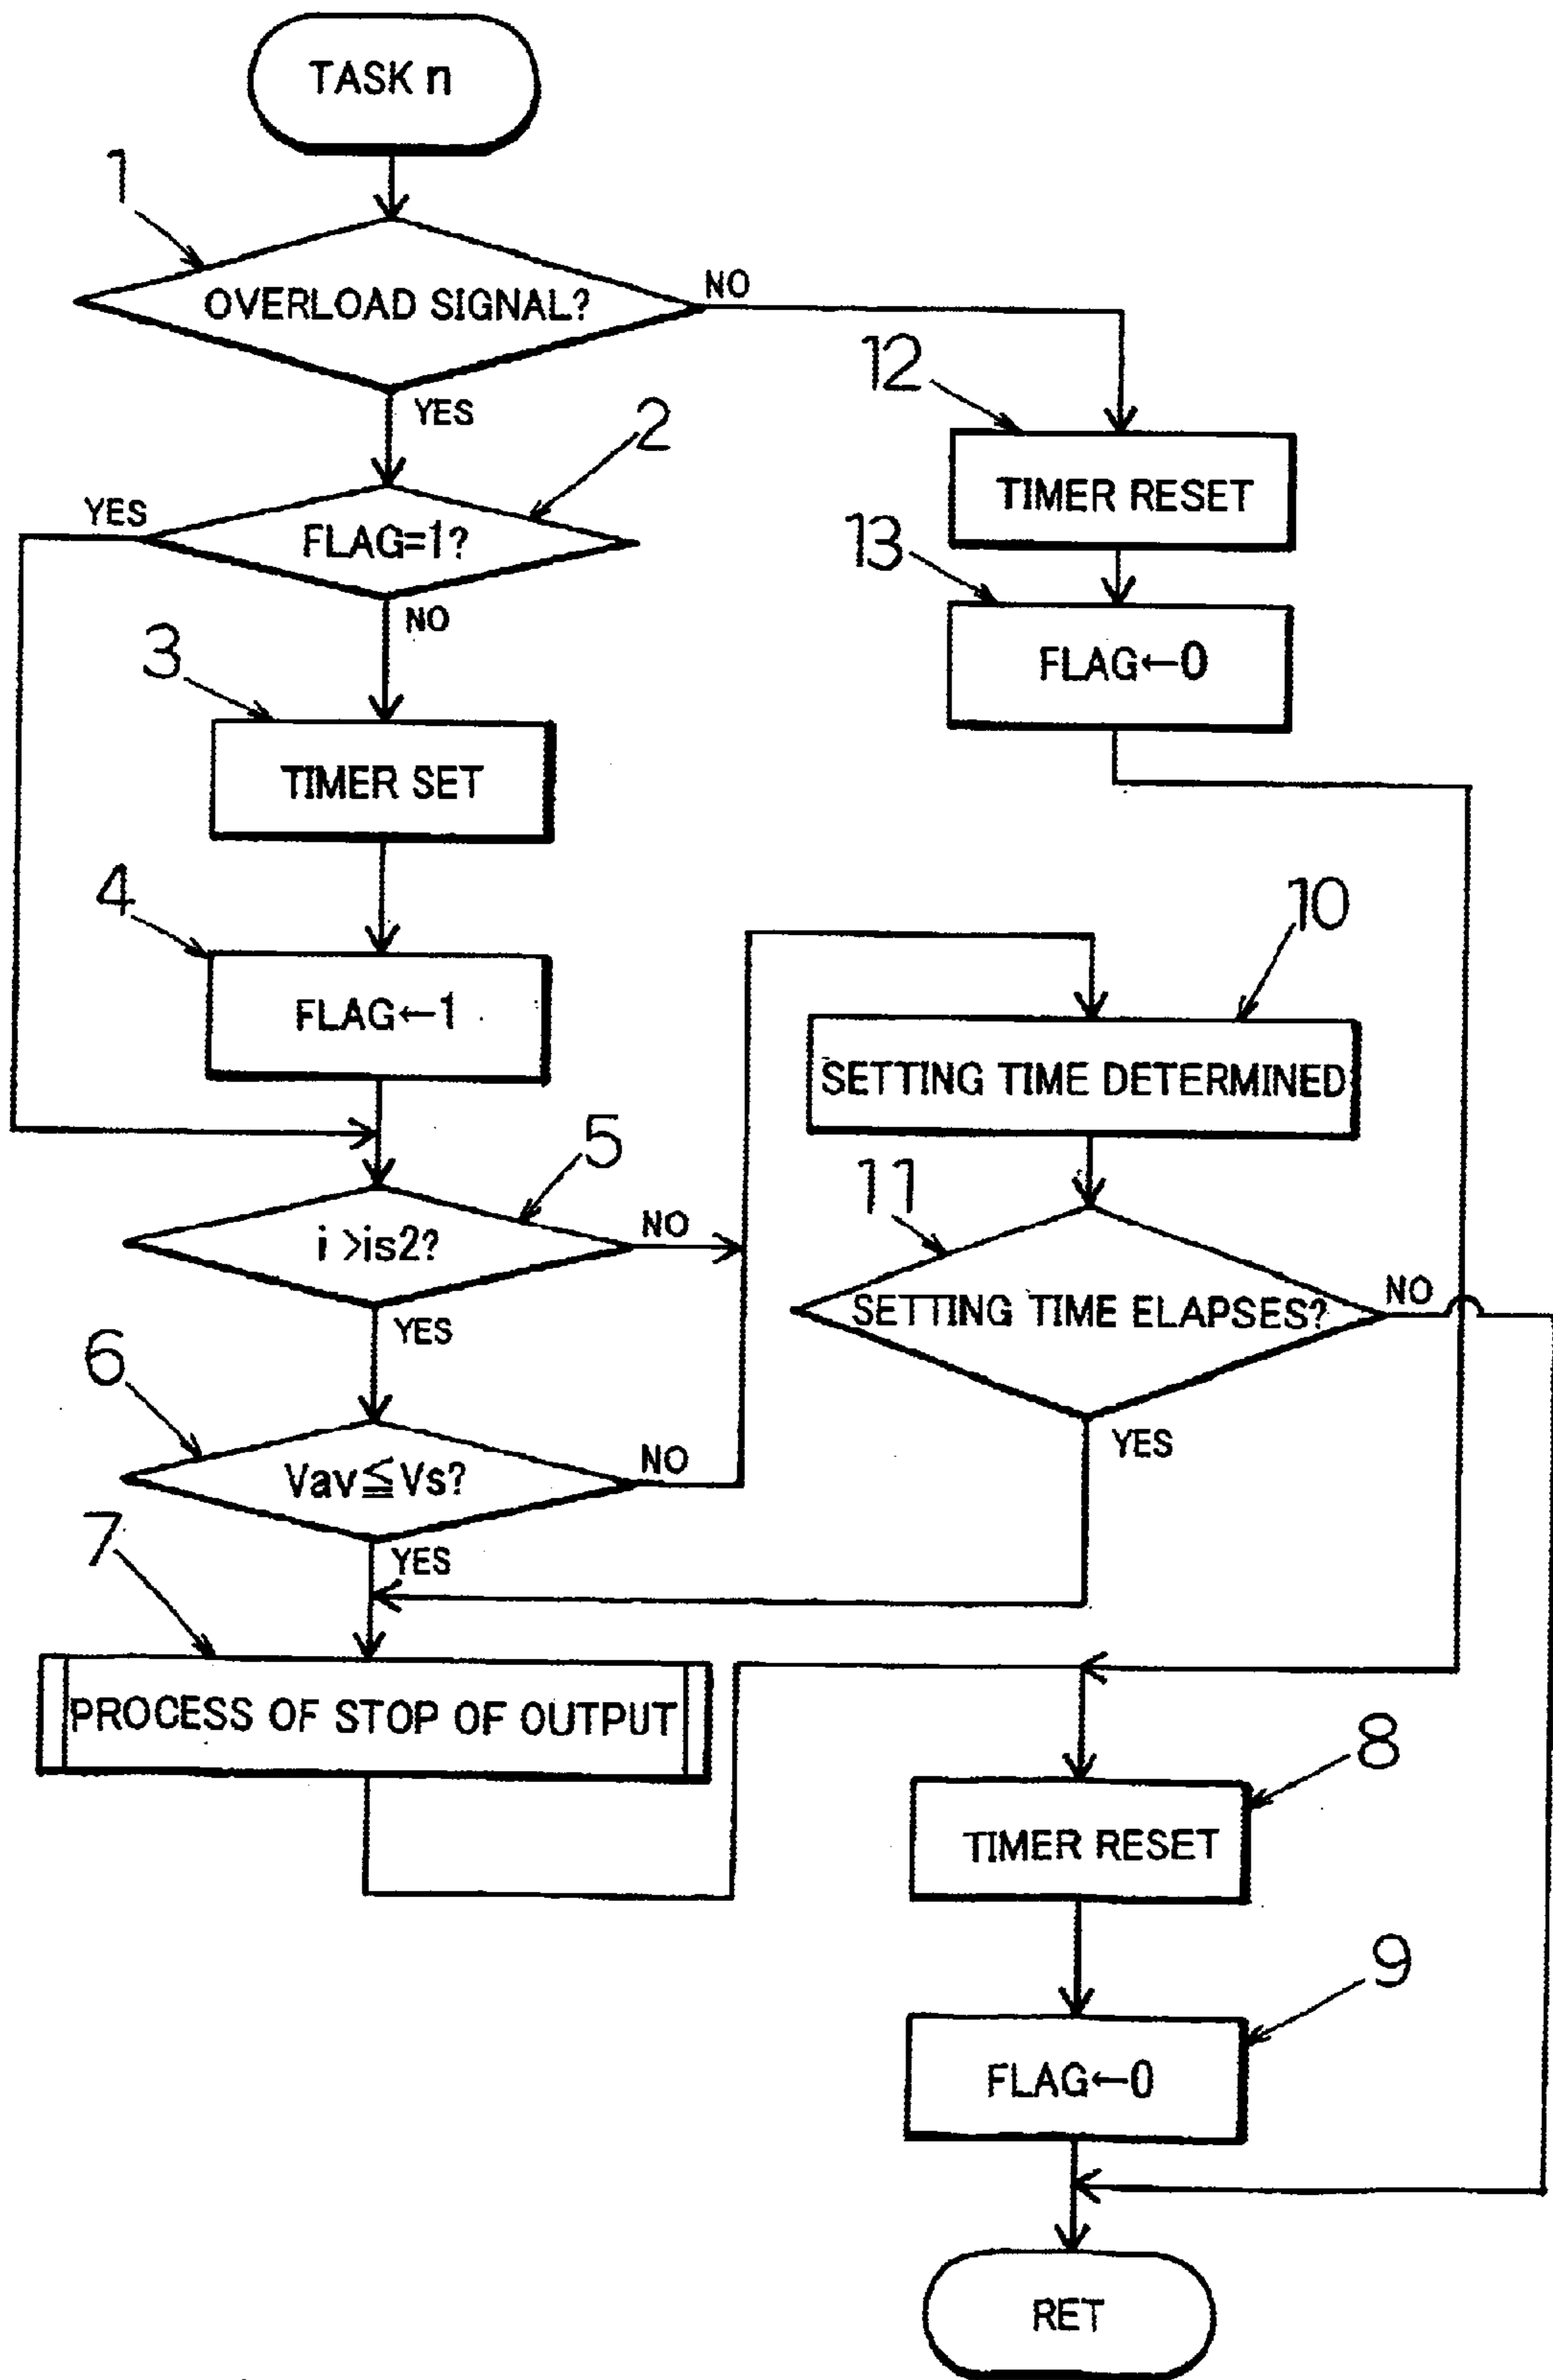 TASK n
1
OVERLOAD SIGNAL?
NO
YES
2
YES
FLAG=1?
NO
3
TIMER SET
4
FLAG←1
5
i >is2?
NO
YES
6
Vav≦Vs?
NO
YES
7
PROCESS OF STOP OF OUTPUT
12
TIMER RESET
13
FLAG←0
10
SETTING TIME DETERMINED
11
SETTING TIME ELAPSES?
NO
YES
8
TIMER RESET
9
FLAG←0
RET